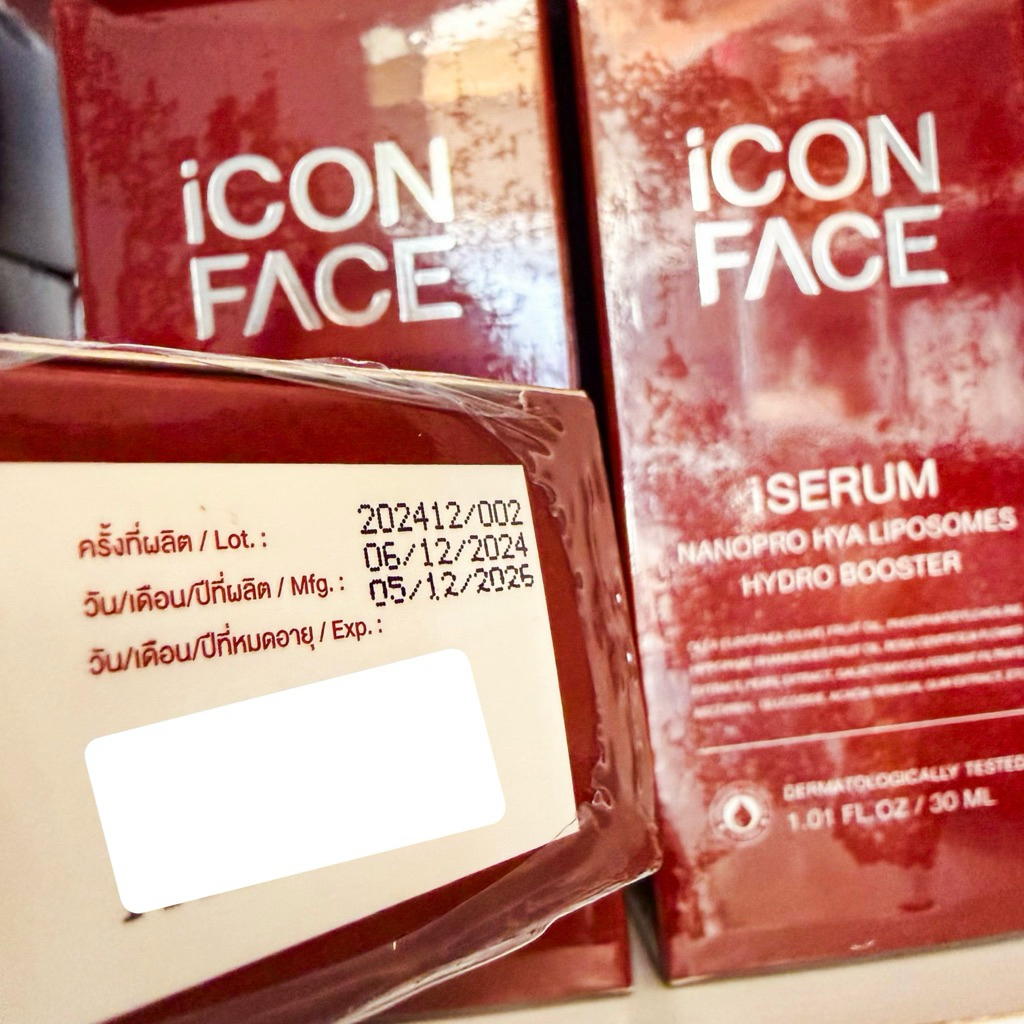 iCON
FACE
iCON
FACE
ครั้งที่ผลิต / Lot. : 202412/002
วัน/เดือน/ปีที่ผลิต / Mfg. : 06/12/2024
วัน/เดือน/ปีที่หมดอายุ / Exp. : 05/12/2026
iSERUM
NANOPRO HYA LIPOSOMES
HYDRO BOOSTER
DERMATOLOGICALLY TESTED
1.01 FL.OZ / 30 ML